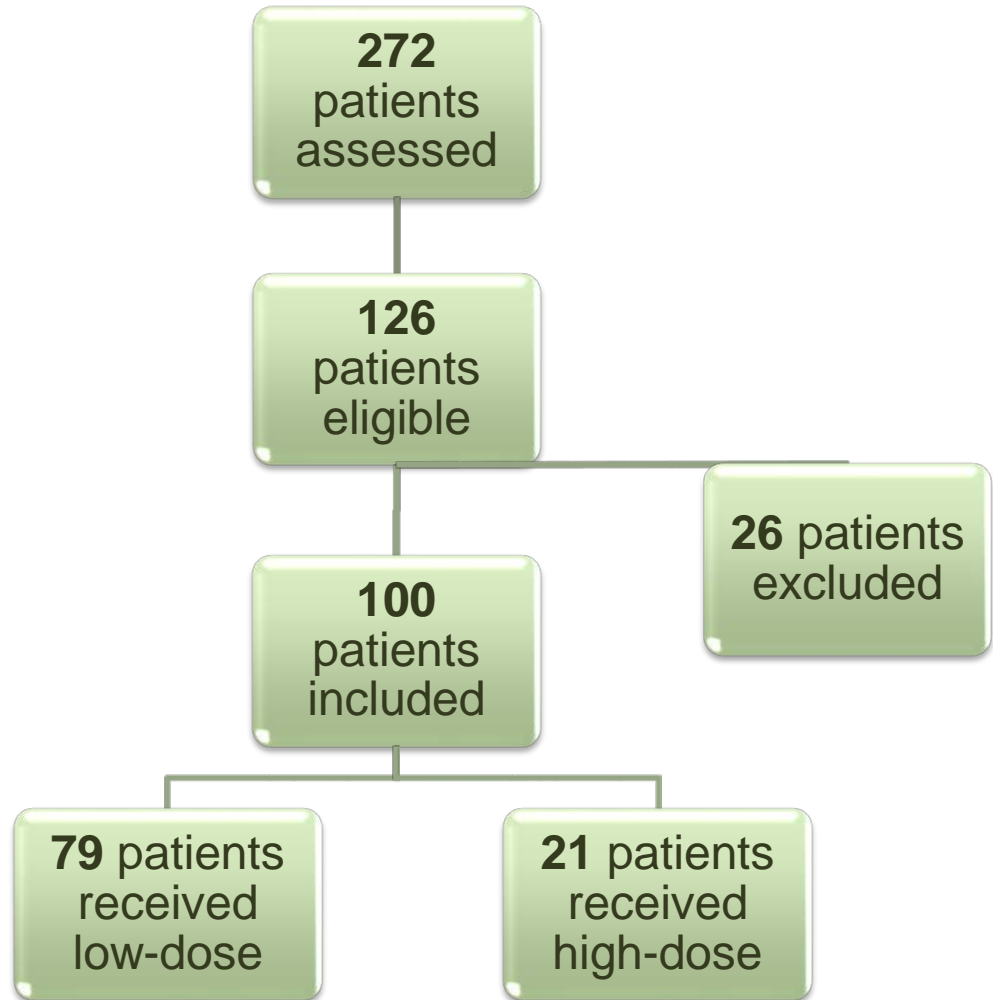 272
patients
assessed
126
patients
eligible
26 patients
excluded
100
patients
included
79 patients
received
low-dose
21 patients
received
high-dose